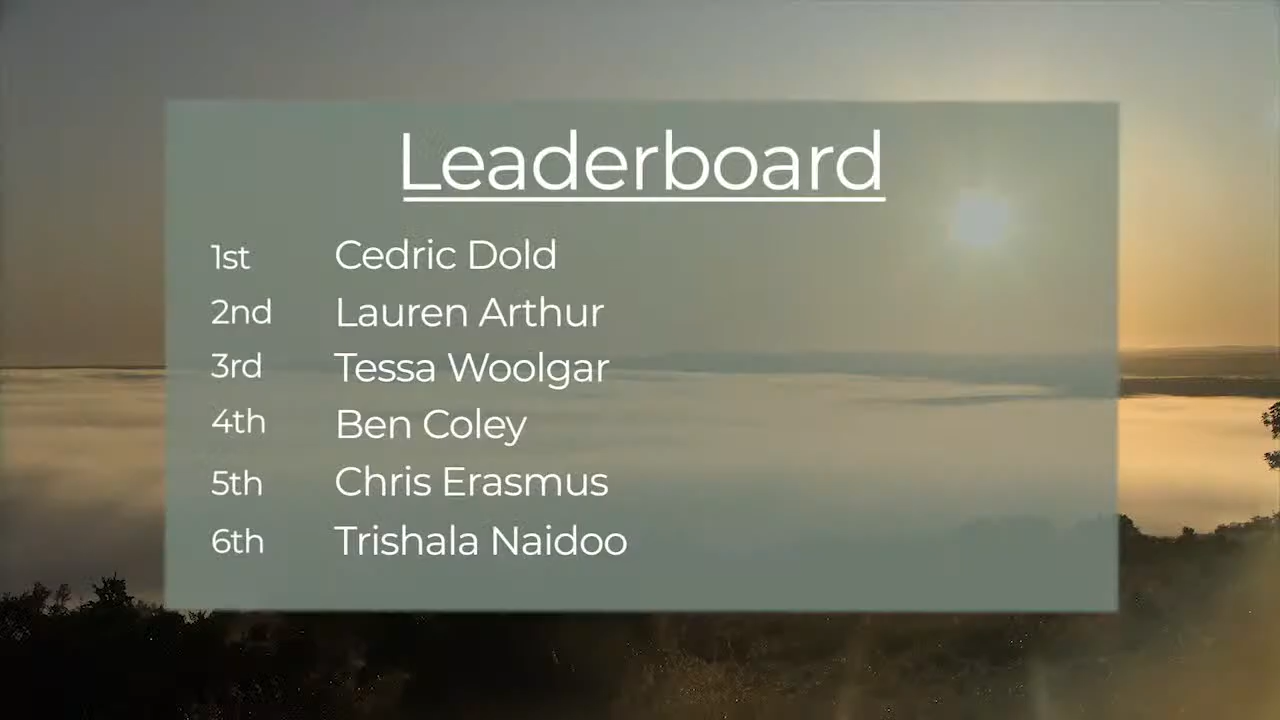 Leaderboard
1st Cedric Dold
2nd Lauren Arthur
3rd Tessa Woolgar
4th Ben Coley
5th Chris Erasmus
6th Trishala Naidoo